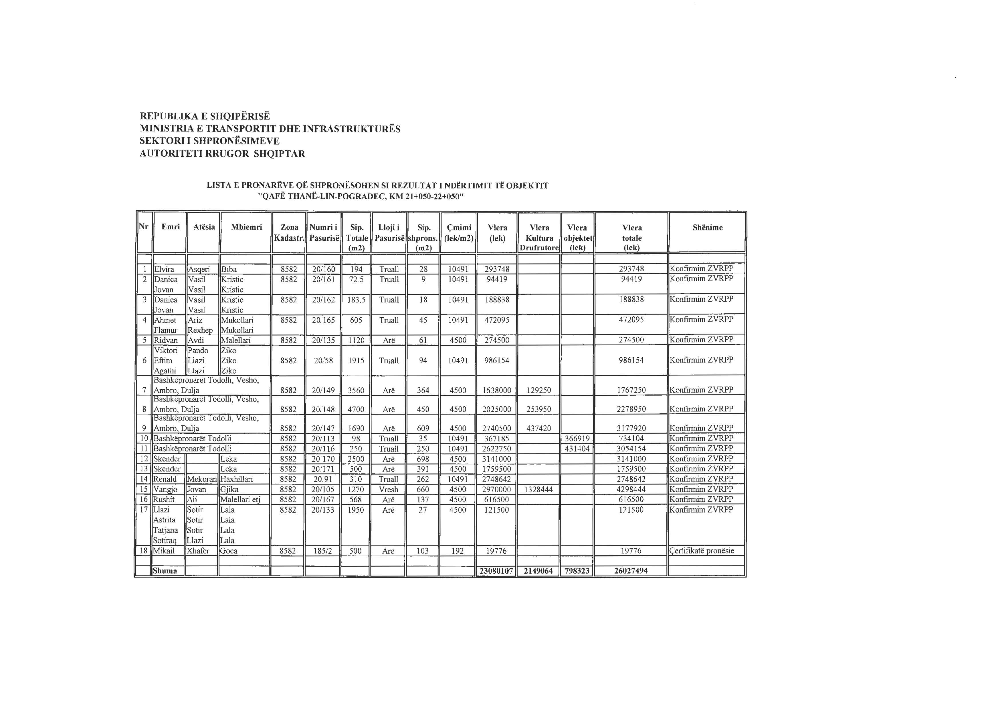 REPUBLIKA E SHQIPËRISË
MINISTRIA E TRANSPORTIT DHE INFRASTRUKTURËS
SEKTORI I SHPRONËSIMEVE
AUTORITETI RRUGOR SHQIPTAR
LISTA E PRONARËVE QË SHPRONËSOHEN SI REZULTAT I NDËRTIMIT TË OBJEKTIT
"QAFË THANË-LIN-POGRADEC, KM 21+050-22+050"
Nr Emri Atësia Mbiemri Zona Numri i Sip. Lloji i Sip. Çmimi Vlera Vlera Vlera Vlera Shënime
Kadastr. Pasurisë Totale Pasurisë shprons. (lek/m2) (lek) Kultura objektet totale
(m2) (m2) Drufrutore (lek) (lek)
1 Elvira Asqeri Biba 8582 20/160 194 Truall 28 10491 293748 293748 Konfirmim ZVRPP
2 Danica Vasil Kristic 8582 20/161 72.5 Truall 9 10491 94419 94419 Konfirmim ZVRPP
Jovan Vasil Kristic
3 Danica Vasil Kristic 8582 20/162 183.5 Truall 18 10491 188838 188838 Konfirmim ZVRPP
Jovan Vasil Kristic
4 Ahmet Ariz Mukollari 8582 20/165 605 Truall 45 10491 472095 472095 Konfirmim ZVRPP
Flamur Rexhep Mukollari
5 Ridvan Avdi Malellari 8582 20/135 1120 Arë 61 4500 274500 274500 Konfirmim ZVRPP
Viktori Pando Ziko
6 Eftim Llazi Ziko 8582 20/58 1915 Truall 94 10491 986154 986154 Konfirmim ZVRPP
Agathi Llazi Ziko
Bashkëpronarët Todolli, Vesho,
7 Ambro, Dulja 8582 20/149 3560 Arë 364 4500 1638000 129250 1767250 Konfirmim ZVRPP
Bashkëpronarët Todolli, Vesho,
8 Ambro, Dulja 8582 20/148 4700 Arë 450 4500 2025000 253950 2278950 Konfirmim ZVRPP
Bashkëpronarët Todolli, Vesho,
9 Ambro, Dulja 8582 20/147 1690 Arë 609 4500 2740500 437420 3177920 Konfirmim ZVRPP
10 Bashkëpronarët Todolli 8582 20/113 98 Truall 35 10491 367185 366919 734104 Konfirmim ZVRPP
11 Bashkëpronarët Todolli 8582 20/116 250 Truall 250 10491 2622750 431404 3054154 Konfirmim ZVRPP
12 Skender Leka 8582 20/170 2500 Arë 698 4500 3141000 3141000 Konfirmim ZVRPP
13 Skender Leka 8582 20/171 500 Arë 391 4500 1759500 1759500 Konfirmim ZVRPP
14 Renald Mekoran Haxhillari 8582 20/91 310 Truall 262 10491 2748642 2748642 Konfirmim ZVRPP
15 Vangjo Jovan Gjika 8582 20/105 1270 Vresh 660 4500 2970000 1328444 4298444 Konfirmim ZVRPP
16 Rushit Ali Malellari etj 8582 20/167 568 Arë 137 4500 616500 616500 Konfirmim ZVRPP
17 Llazi Sotir Lala 8582 20/133 1950 Arë 27 4500 121500 121500 Konfirmim ZVRPP
Astrita Sotir Lala
Tatjana Sotir Lala
Sotiraq Llazi Lala
18 Mikail Xhafer Goca 8582 185/2 500 Arë 103 192 19776 19776 Çertifikatë pronësie
Shuma 23080107 2149064 798323 26027494